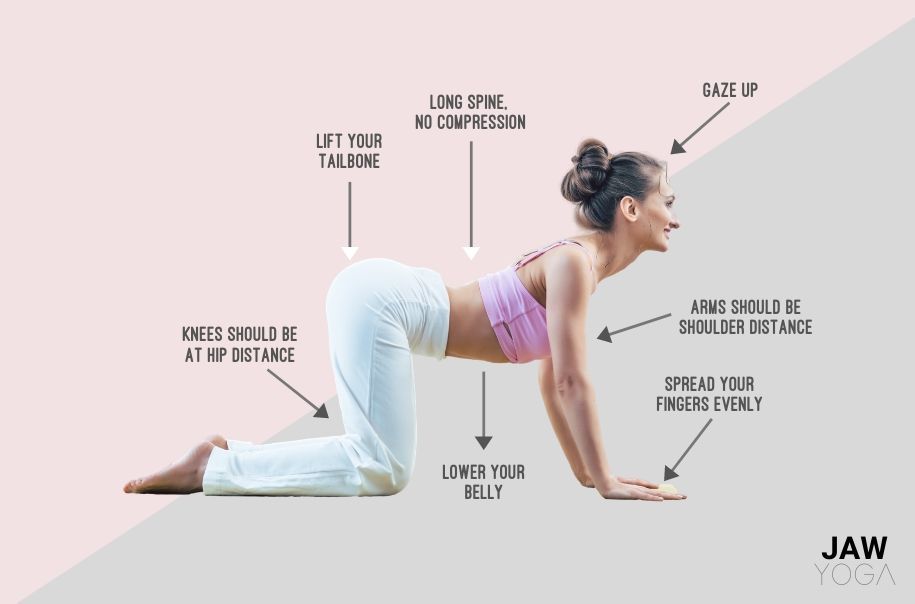 GAZE UP
LONG SPINE,
NO COMPRESSION
LIFT YOUR
TAILBONE
ARMS SHOULD BE
SHOULDER DISTANCE
KNEES SHOULD BE
AT HIP DISTANCE
SPREAD YOUR
FINGERS EVENLY
LOWER YOUR
BELLY
JAW
YOGA